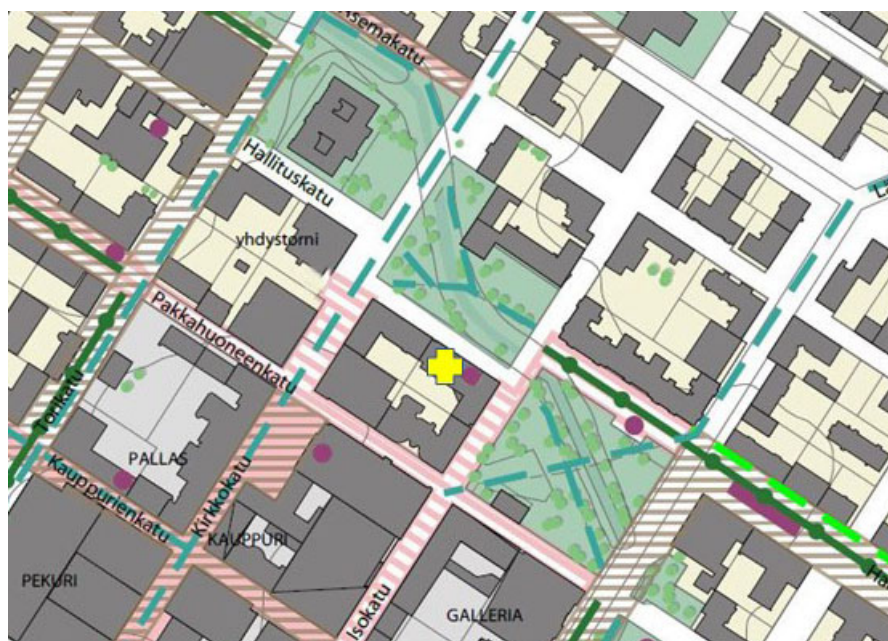 Asemakatu
Hallituskatu
yhdystorni
Pakkahuoneenkatu
Torikatu
PALLAS
Kauppurienkatu
Kirkkokatu
KAUPPURI
PEKURI
Isokatu
GALLERIA